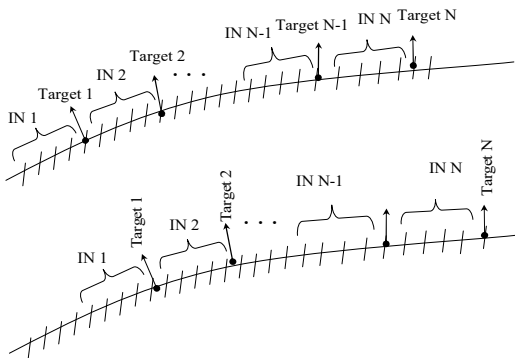 IN N-1 Target N-1 IN N Target N
Target 2
. . .
IN 2
Target 1
IN 1
Target N
IN N
IN N-1
Target 2
. . .
Target 1
IN 2
IN 1